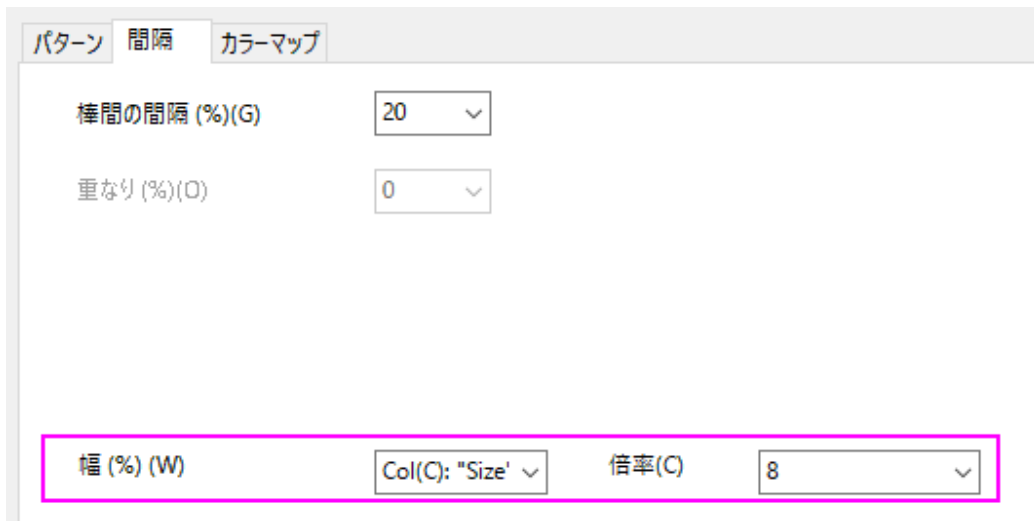 パターン 間隔 カラーマップ
棒間の間隔 (%)(G) 20
重なり (%)(O) 0
幅 (%) (W) Col(C): "Size' 倍率(C) 8